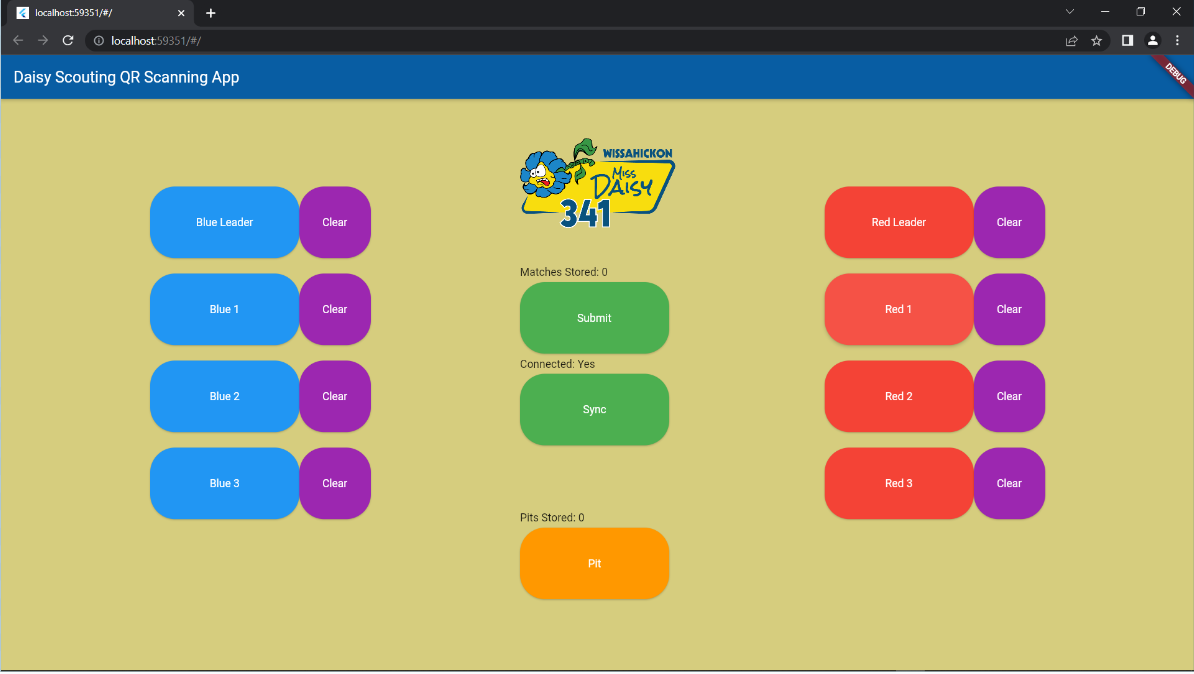 localhost:59351/#/
localhost:59351/#/
Daisy Scouting QR Scanning App
DEBUG
WISSAHICKON
Miss
DAISY
341
Blue Leader
Clear
Blue 1
Clear
Blue 2
Clear
Blue 3
Clear
Matches Stored: 0
Submit
Connected: Yes
Sync
Pits Stored: 0
Pit
Red Leader
Clear
Red 1
Clear
Red 2
Clear
Red 3
Clear